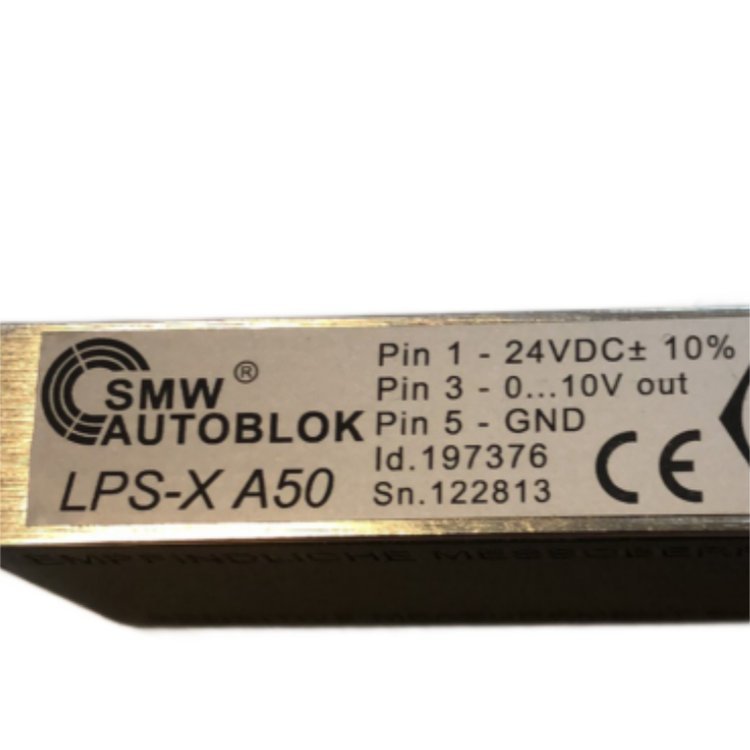 SMW ®
AUTOBLOK
LPS-X A50
Pin 1 - 24VDC± 10%
Pin 3 - 0...10V out
Pin 5 - GND
Id.197376
Sn.122813
CE
EMPFINDLICHE